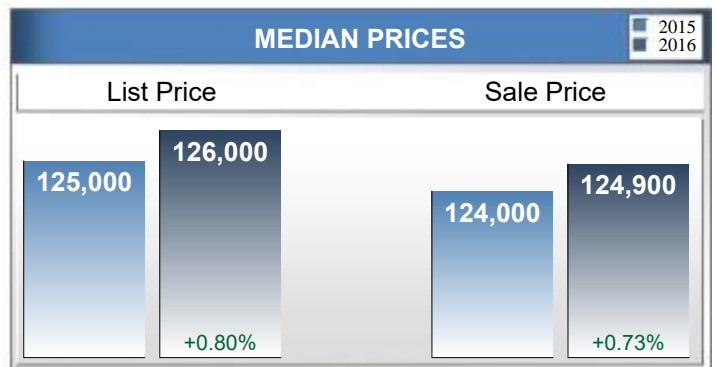 MEDIAN PRICES
2015
2016
List Price
Sale Price
125,000
126,000
+0.80%
124,000
124,900
+0.73%